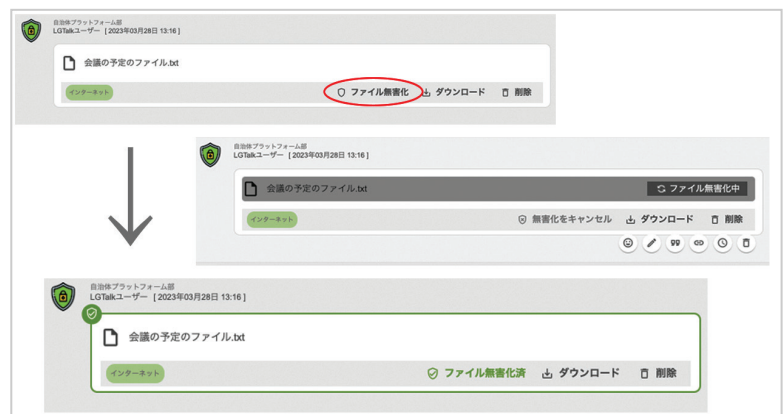 自治体プラットフォーム部
LGTalkユーザー [ 2023年03月28日 13:16 ]
会議の予定のファイル.txt
インターネット ファイル無害化 ダウンロード 削除
自治体プラットフォーム部
LGTalkユーザー [ 2023年03月28日 13:16 ]
会議の予定のファイル.txt ファイル無害化中
インターネット 無害化をキャンセル ダウンロード 削除
自治体プラットフォーム部
LGTalkユーザー [ 2023年03月28日 13:16 ]
会議の予定のファイル.txt
インターネット ファイル無害化済 ダウンロード 削除